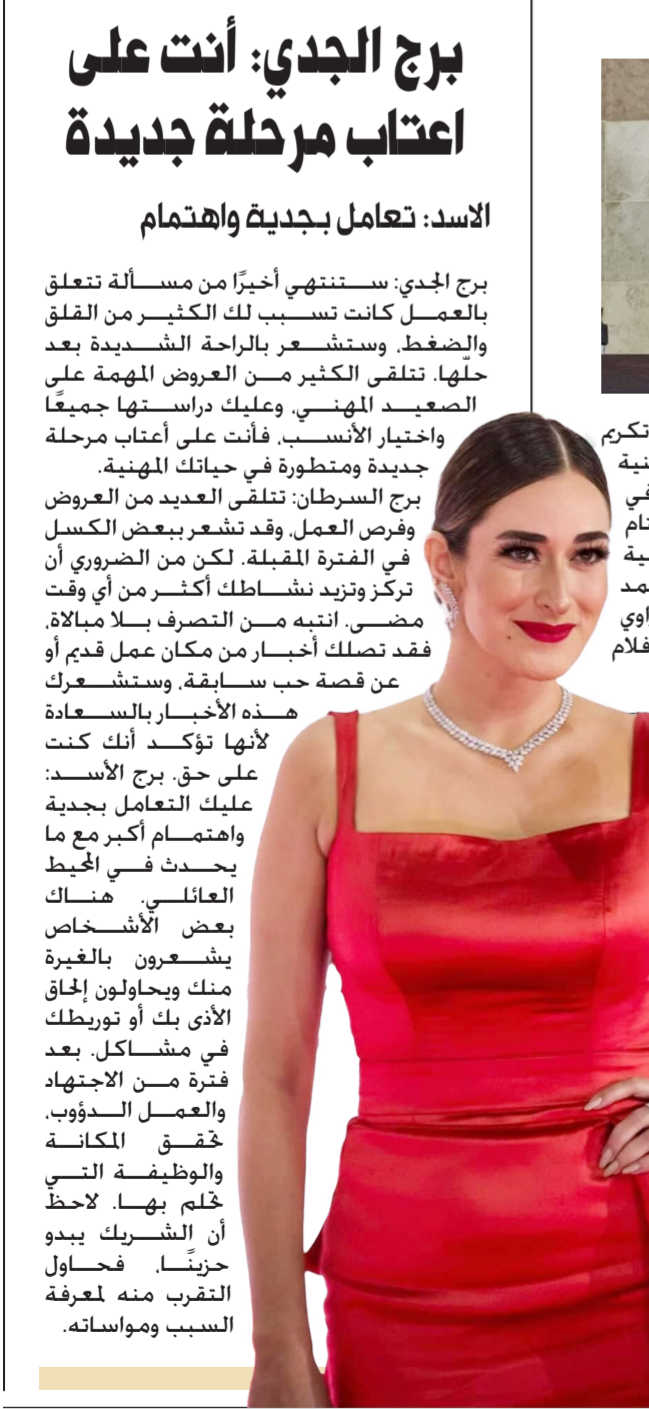 برج الجدي: أنت على
اعتاب مرحلة جديدة
الاسد: تعامل بجدية واهتمام
برج الجدي: ستنتهي أخيرًا من مسألة تتعلق
بالعمل كانت تسبب لك الكثير من القلق
والضغط، وستشعر بالراحة الشديدة بعد
حلّها. تتلقى الكثير من العروض المهمة على
الصعيد المهني، وعليك دراستها جميعًا
واختيار الأنسب، فأنت على أعتاب مرحلة
جديدة ومتطورة في حياتك المهنية.
برج السرطان: تتلقى العديد من العروض
وفرص العمل، وقد تشعر ببعض الكسل
في الفترة المقبلة. لكن من الضروري أن
تركز وتزيد نشاطك أكثر من أي وقت
مضى. انتبه من التصرف بلا مبالاة،
فقد تصلك أخبار من مكان عمل قديم أو
عن قصة حب سابقة، وستشعرك
هذه الأخبار بالسعادة
لأنها تؤكد أنك كنت
على حق. برج الأسد:
عليك التعامل بجدية
واهتمام أكبر مع ما
يحدث في المحيط
العائلي. هناك
بعض الأشخاص
يشعرون بالغيرة
منك ويحاولون إلحاق
الأذى بك أو توريطك
في مشاكل. بعد
فترة من الاجتهاد
والعمل الدؤوب،
تحقق المكانة
والوظيفة التي
تحلم بها. لاحظ
أن الشريك يبدو
حزينًا، فحاول
التقرب منه لمعرفة
السبب ومواساته.
تكريم
في